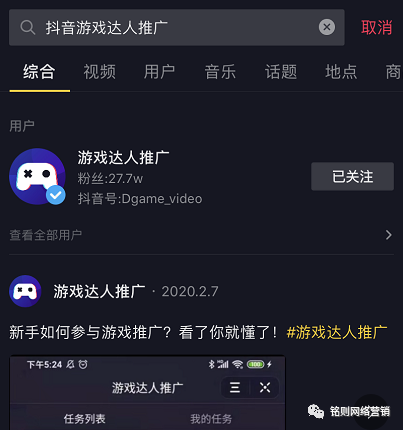 抖音游戏达人推广
取消
综合 视频 用户 音乐 话题 地点 商
用户
游戏达人推广
粉丝:27.7w
抖音号:Dgame_video
已关注
查看全部用户
游戏达人推广 · 2020.2.7
新手如何参与游戏推广？看了你就懂了！#游戏达人推广
下午5:24
100
游戏达人推广
任务列表 我的任务
铭则网络营销